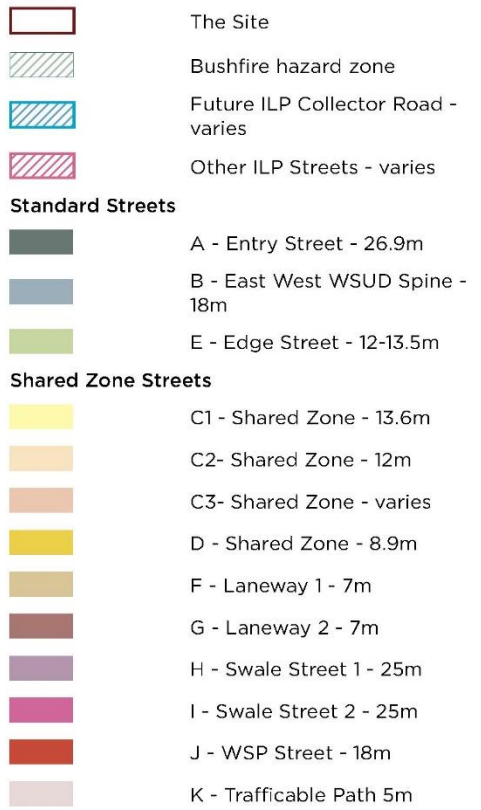 The Site
Bushfire hazard zone
Future ILP Collector Road -
varies
Other ILP Streets - varies
Standard Streets
A - Entry Street - 26.9m
B - East West WSUD Spine -
18m
E - Edge Street - 12-13.5m
Shared Zone Streets
C1 - Shared Zone - 13.6m
C2- Shared Zone - 12m
C3- Shared Zone - varies
D - Shared Zone - 8.9m
F - Laneway 1 - 7m
G - Laneway 2 - 7m
H - Swale Street 1 - 25m
I - Swale Street 2 - 25m
J - WSP Street - 18m
K - Trafficable Path 5m